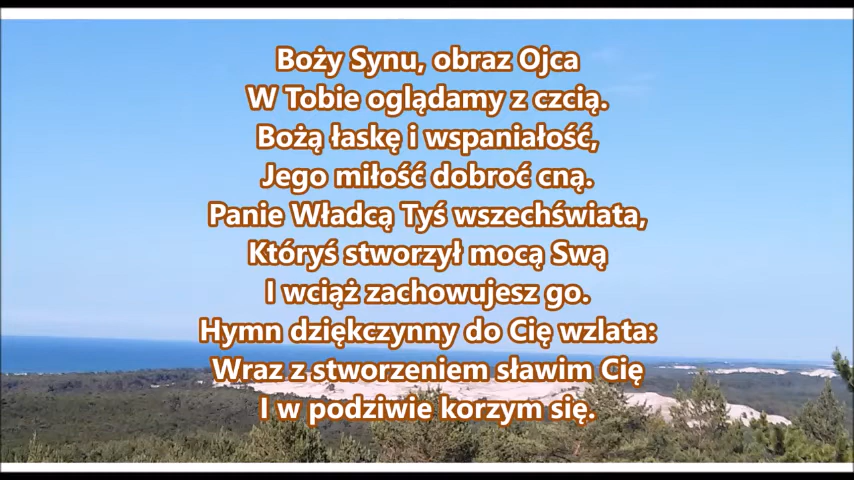 Boży Synu, obraz Ojca
W Tobie oglądamy z czcią.
Bożą łaskę i wspaniałość,
Jego miłość dobroć cną.
Panie Władcą Tyś wszechświata,
Któryś stworzył mocą Swą
I wciąż zachowujesz go.
Hymn dziękczynny do Cię wzlata:
Wraz z stworzeniem sławim Cię
I w podziwie korzym się.